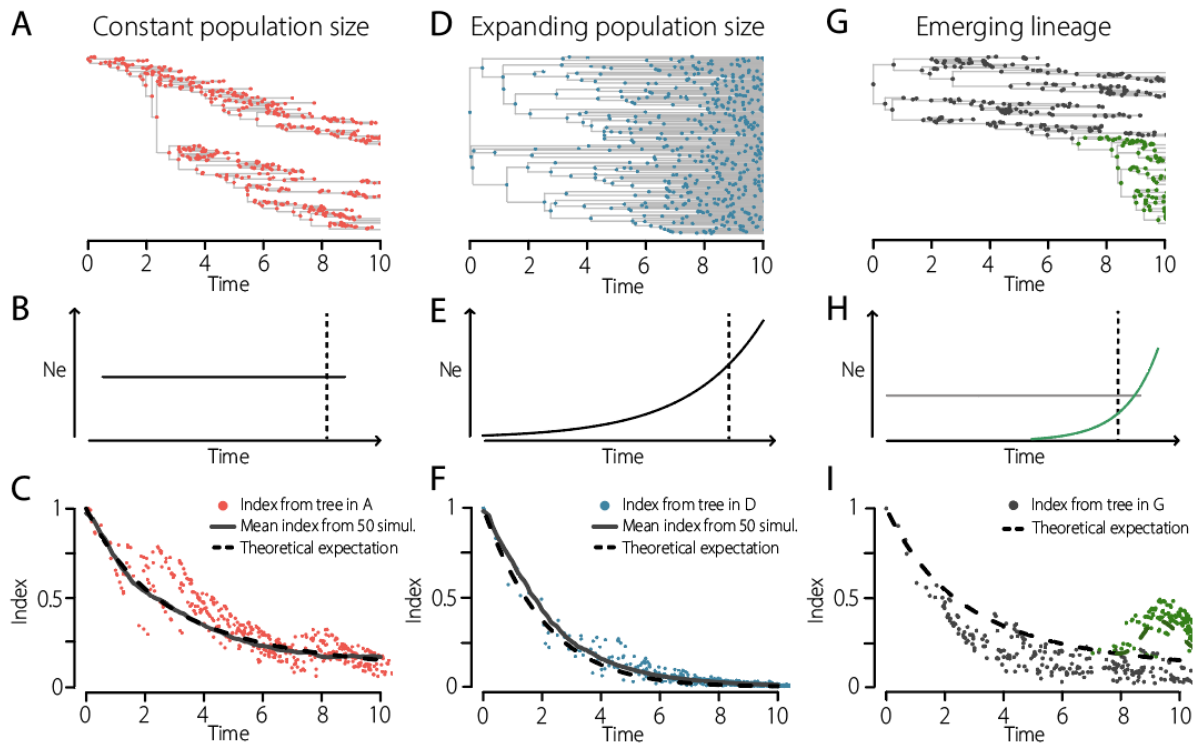 A Constant population size
D Expanding population size
G Emerging lineage
0 2 4 6 8 10
Time
0 2 4 6 8 10
Time
0 2 4 6 8 10
Time
B
Ne
Time
E
Ne
Time
H
Ne
Time
C
Index from tree in A
Mean index from 50 simul.
Theoretical expectation
Index
1
0.5
0
0 2 4 6 8 10
Time
F
Index from tree in D
Mean index from 50 simul.
Theoretical expectation
Index
1
0.5
0
0 2 4 6 8 10
Time
I
Index from tree in G
Theoretical expectation
Index
1
0.5
0
0 2 4 6 8 10
Time